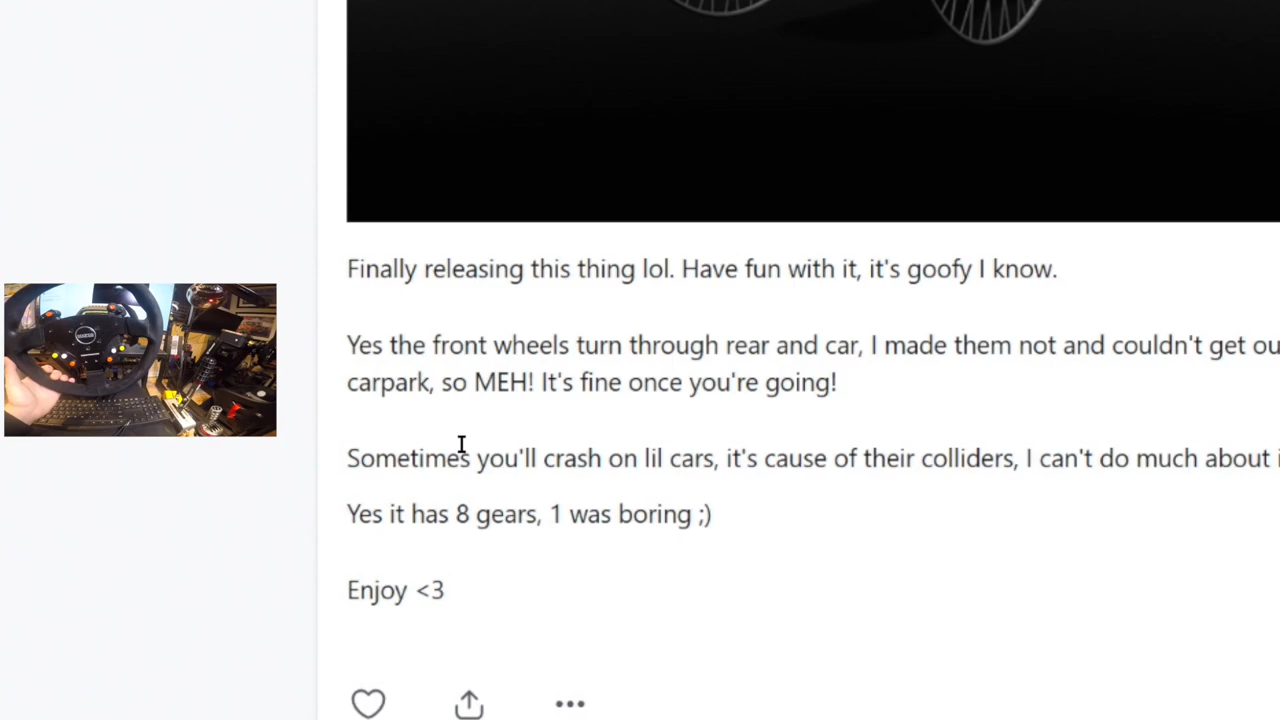 Finally releasing this thing lol. Have fun with it, it's goofy I know.
Yes the front wheels turn through rear and car, I made them not and couldn't get ou
carpark, so MEH! It's fine once you're going!
Sometimes you'll crash on lil cars, it's cause of their colliders, I can't do much about i
Yes it has 8 gears, 1 was boring ;)
Enjoy <3